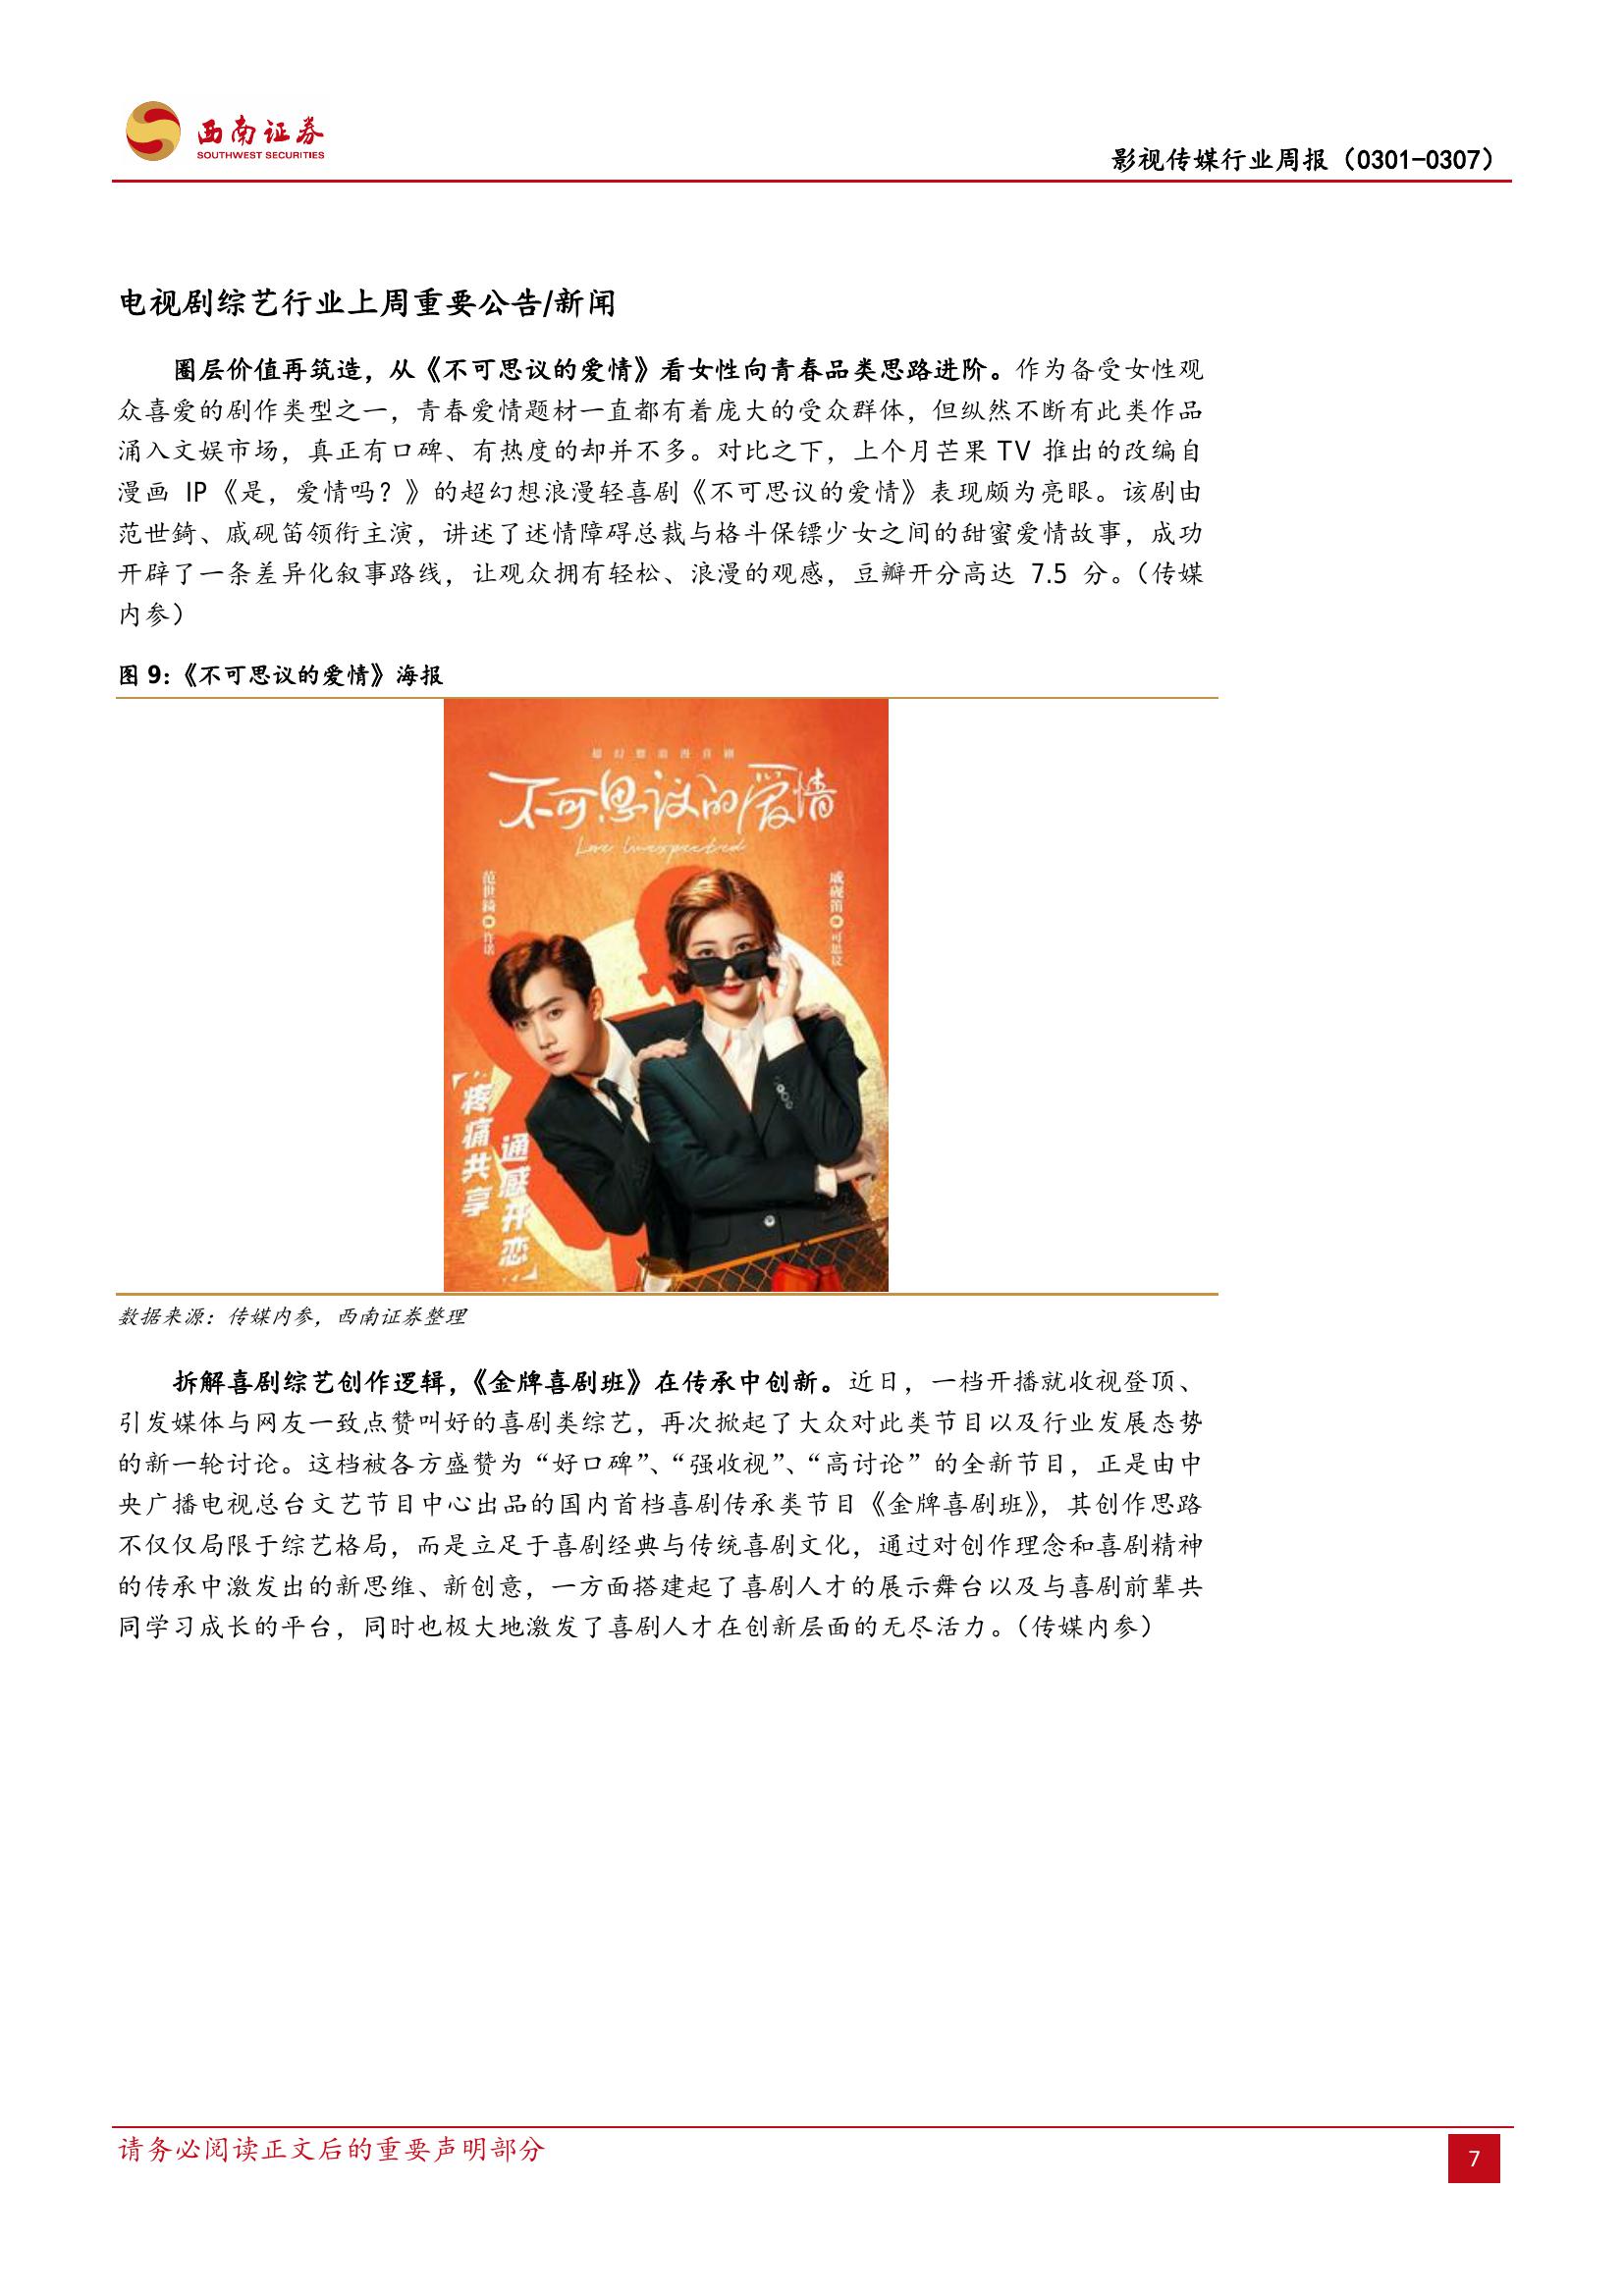 西南证券
SOUTHWEST SECURITIES
影视传媒行业周报（0301-0307）
电视剧综艺行业上周重要公告/新闻
圈层价值再筑造，从《不可思议的爱情》看女性向青春品类思路进阶。作为备受女性观
众喜爱的剧作类型之一，青春爱情题材一直都有着庞大的受众群体，但纵然不断有此类作品
涌入文娱市场，真正有口碑、有热度的却并不多。对比之下，上个月芒果 TV 推出的改编自
漫画 IP《是，爱情吗？》的超幻想浪漫轻喜剧《不可思议的爱情》表现颇为亮眼。该剧由
范世錡、戚砚笛领衔主演，讲述了述情障碍总裁与格斗保镖少女之间的甜蜜爱情故事，成功
开辟了一条差异化叙事路线，让观众拥有轻松、浪漫的观感，豆瓣开分高达 7.5 分。（传媒
内参）
图 9：《不可思议的爱情》海报
超幻想浪漫喜剧
不可思议的爱情
Love Unexpected
范世錡
许诺
戚砚笛
疼痛共享
通感开恋
数据来源：传媒内参，西南证券整理
拆解喜剧综艺创作逻辑，《金牌喜剧班》在传承中创新。近日，一档开播就收视登顶、
引发媒体与网友一致点赞叫好的喜剧类综艺，再次掀起了大众对此类节目以及行业发展态势
的新一轮讨论。这档被各方盛赞为“好口碑”、“强收视”、“高讨论”的全新节目，正是由中
央广播电视总台文艺节目中心出品的国内首档喜剧传承类节目《金牌喜剧班》，其创作思路
不仅仅局限于综艺格局，而是立足于喜剧经典与传统喜剧文化，通过对创作理念和喜剧精神
的传承中激发出的新思维、新创意，一方面搭建起了喜剧人才的展示舞台以及与喜剧前辈共
同学习成长的平台，同时也极大地激发了喜剧人才在创新层面的无尽活力。（传媒内参）
请务必阅读正文后的重要声明部分
7